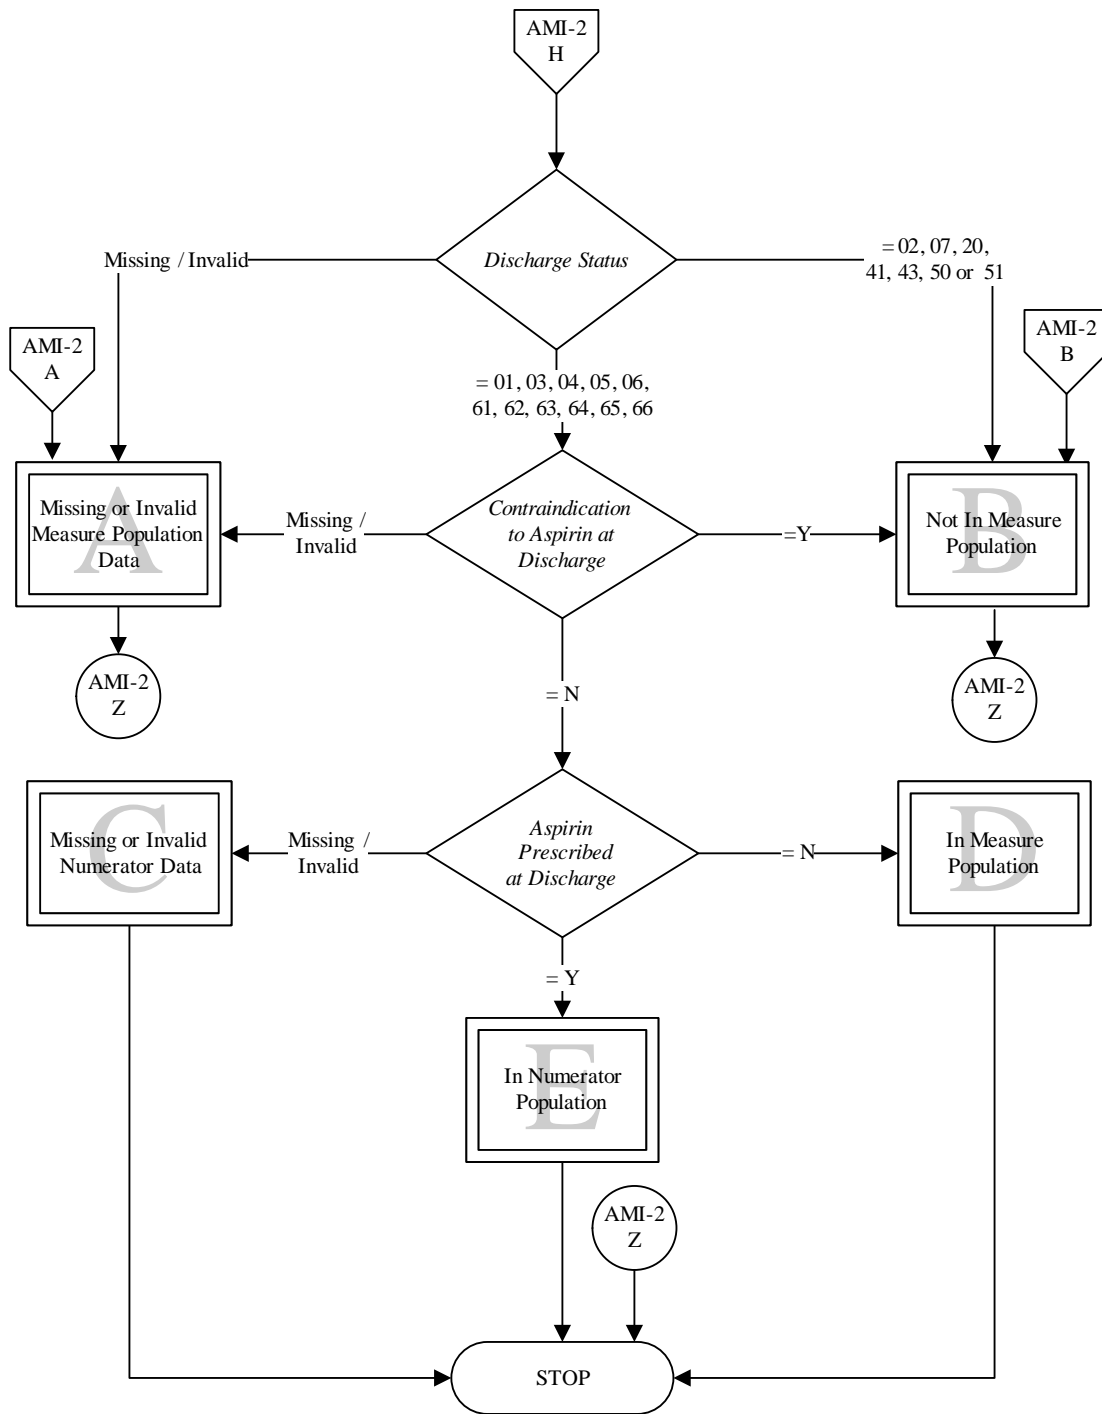 AMI-2
H
Discharge Status
Missing / Invalid
= 02, 07, 20,
41, 43, 50 or 51
AMI-2
A
AMI-2
B
= 01, 03, 04, 05, 06,
61, 62, 63, 64, 65, 66
A
Missing or Invalid
Measure Population
Data
Missing /
Invalid
Contraindication
to Aspirin at
Discharge
=Y
B
Not In Measure
Population
AMI-2
Z
= N
AMI-2
Z
C
Missing or Invalid
Numerator Data
Missing /
Invalid
Aspirin
Prescribed
at Discharge
= N
D
In Measure
Population
= Y
E
In Numerator
Population
AMI-2
Z
STOP